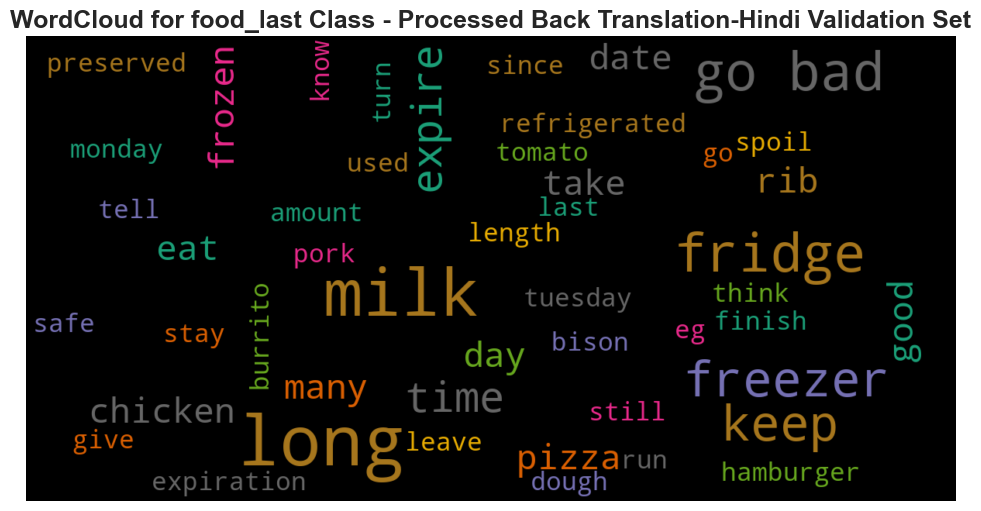 WordCloud for food_last Class - Processed Back Translation-Hindi Validation Set
preserved
frozen
know
turn
expire
since
date
go bad
monday
used
refrigerated
tomato
go
spoil
take
rib
tell
amount
last
length
eat
pork
milk
fridge
tuesday
think
good
safe
stay
burrito
eg
finish
bison
day
many
time
freezer
chicken
still
keep
give
long
leave
pizza
run
expiration
dough
hamburger